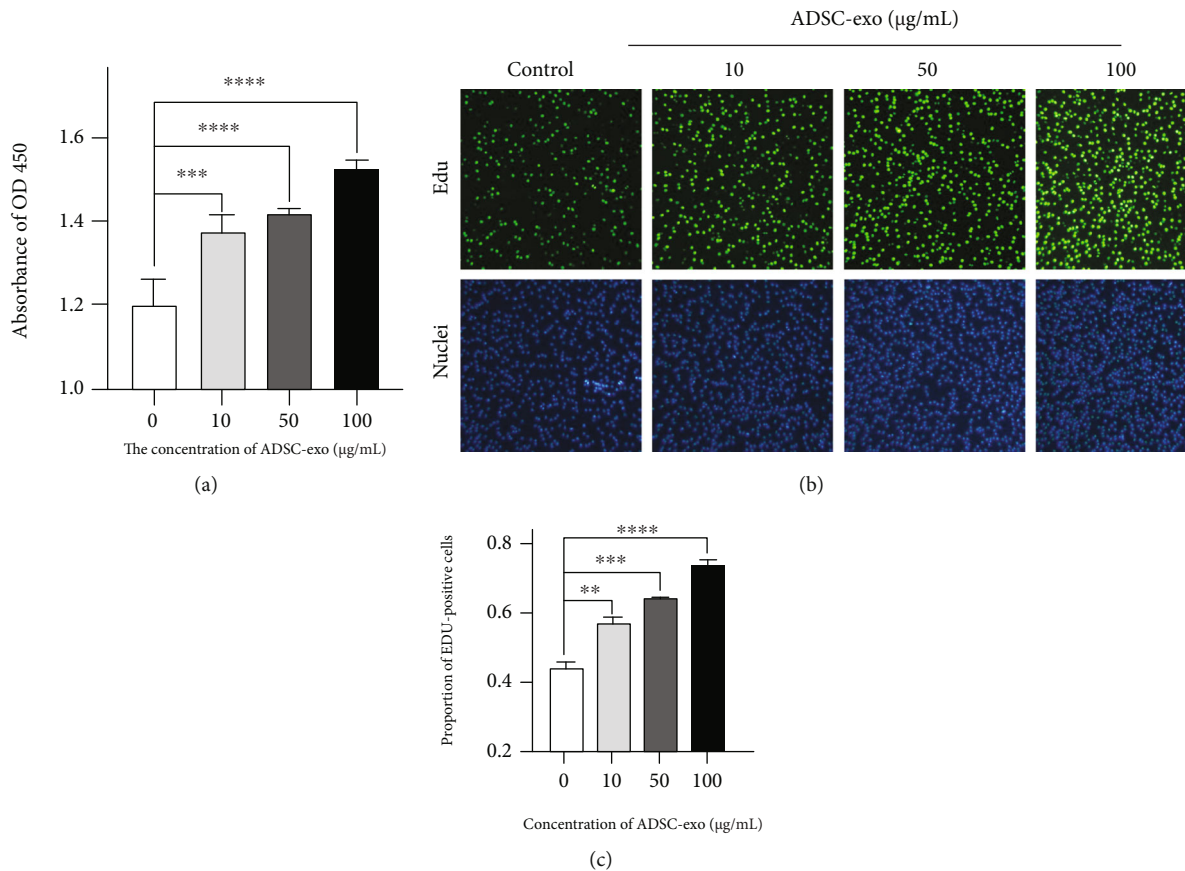 Absorbance of OD 450
1.6
1.4
1.2
1.0
****
****
***
0 10 50 100
The concentration of ADSC-exo (μg/mL)
(a)
ADSC-exo (μg/mL)
Control 10 50 100
Edu
Nuclei
(b)
Proportion of EDU-positive cells
0.8
0.6
0.4
0.2
****
***
**
0 10 50 100
Concentration of ADSC-exo (μg/mL)
(c)